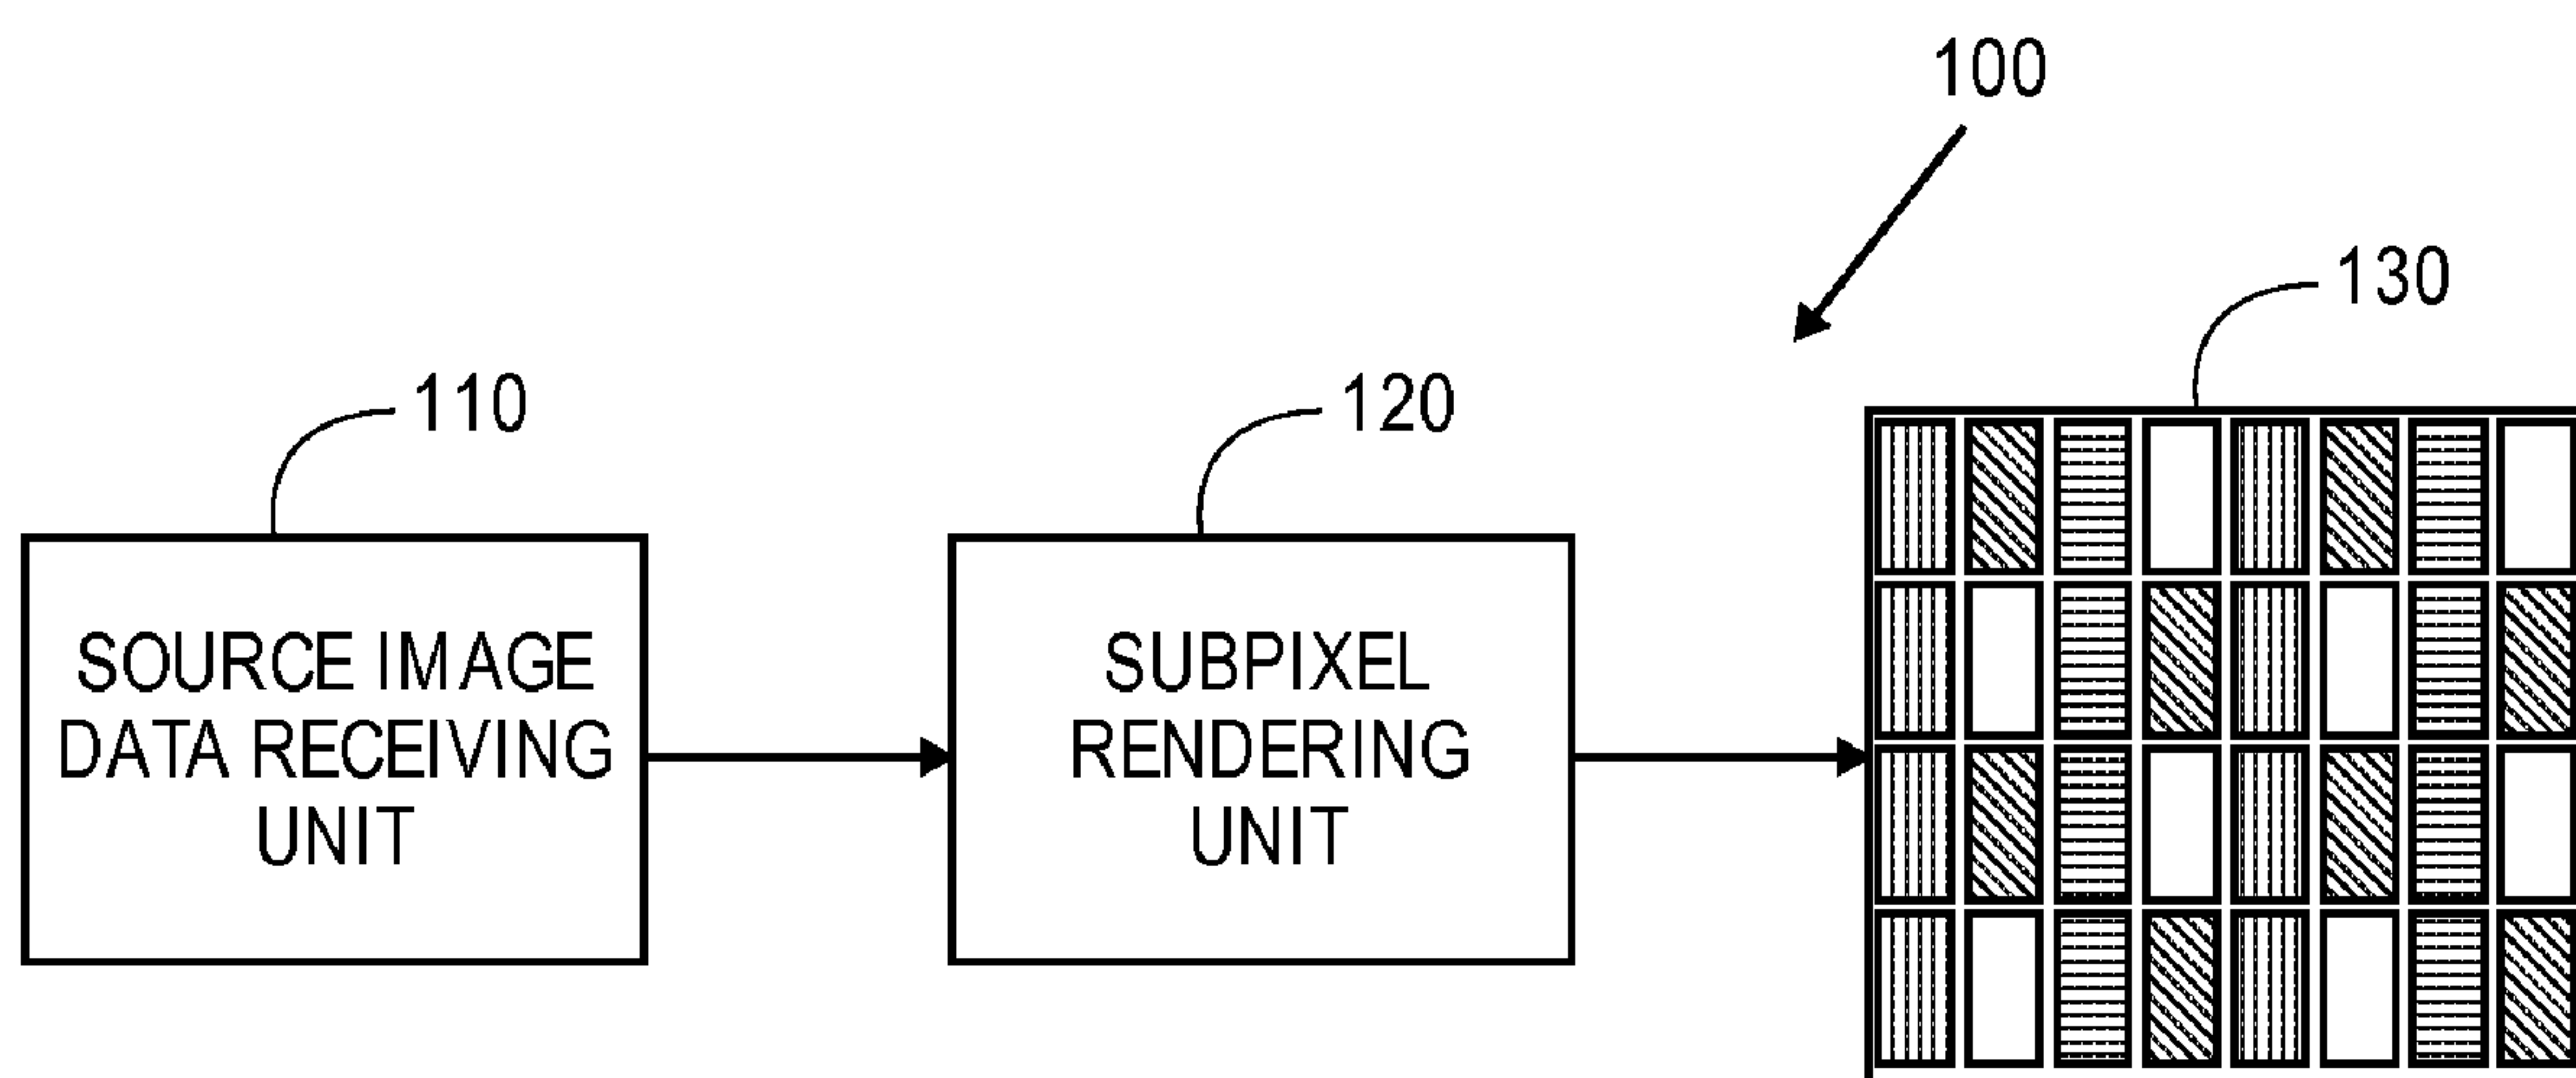 100
130
110
120
SOURCE IMAGE
DATA RECEIVING
UNIT
SUBPIXEL
RENDERING
UNIT